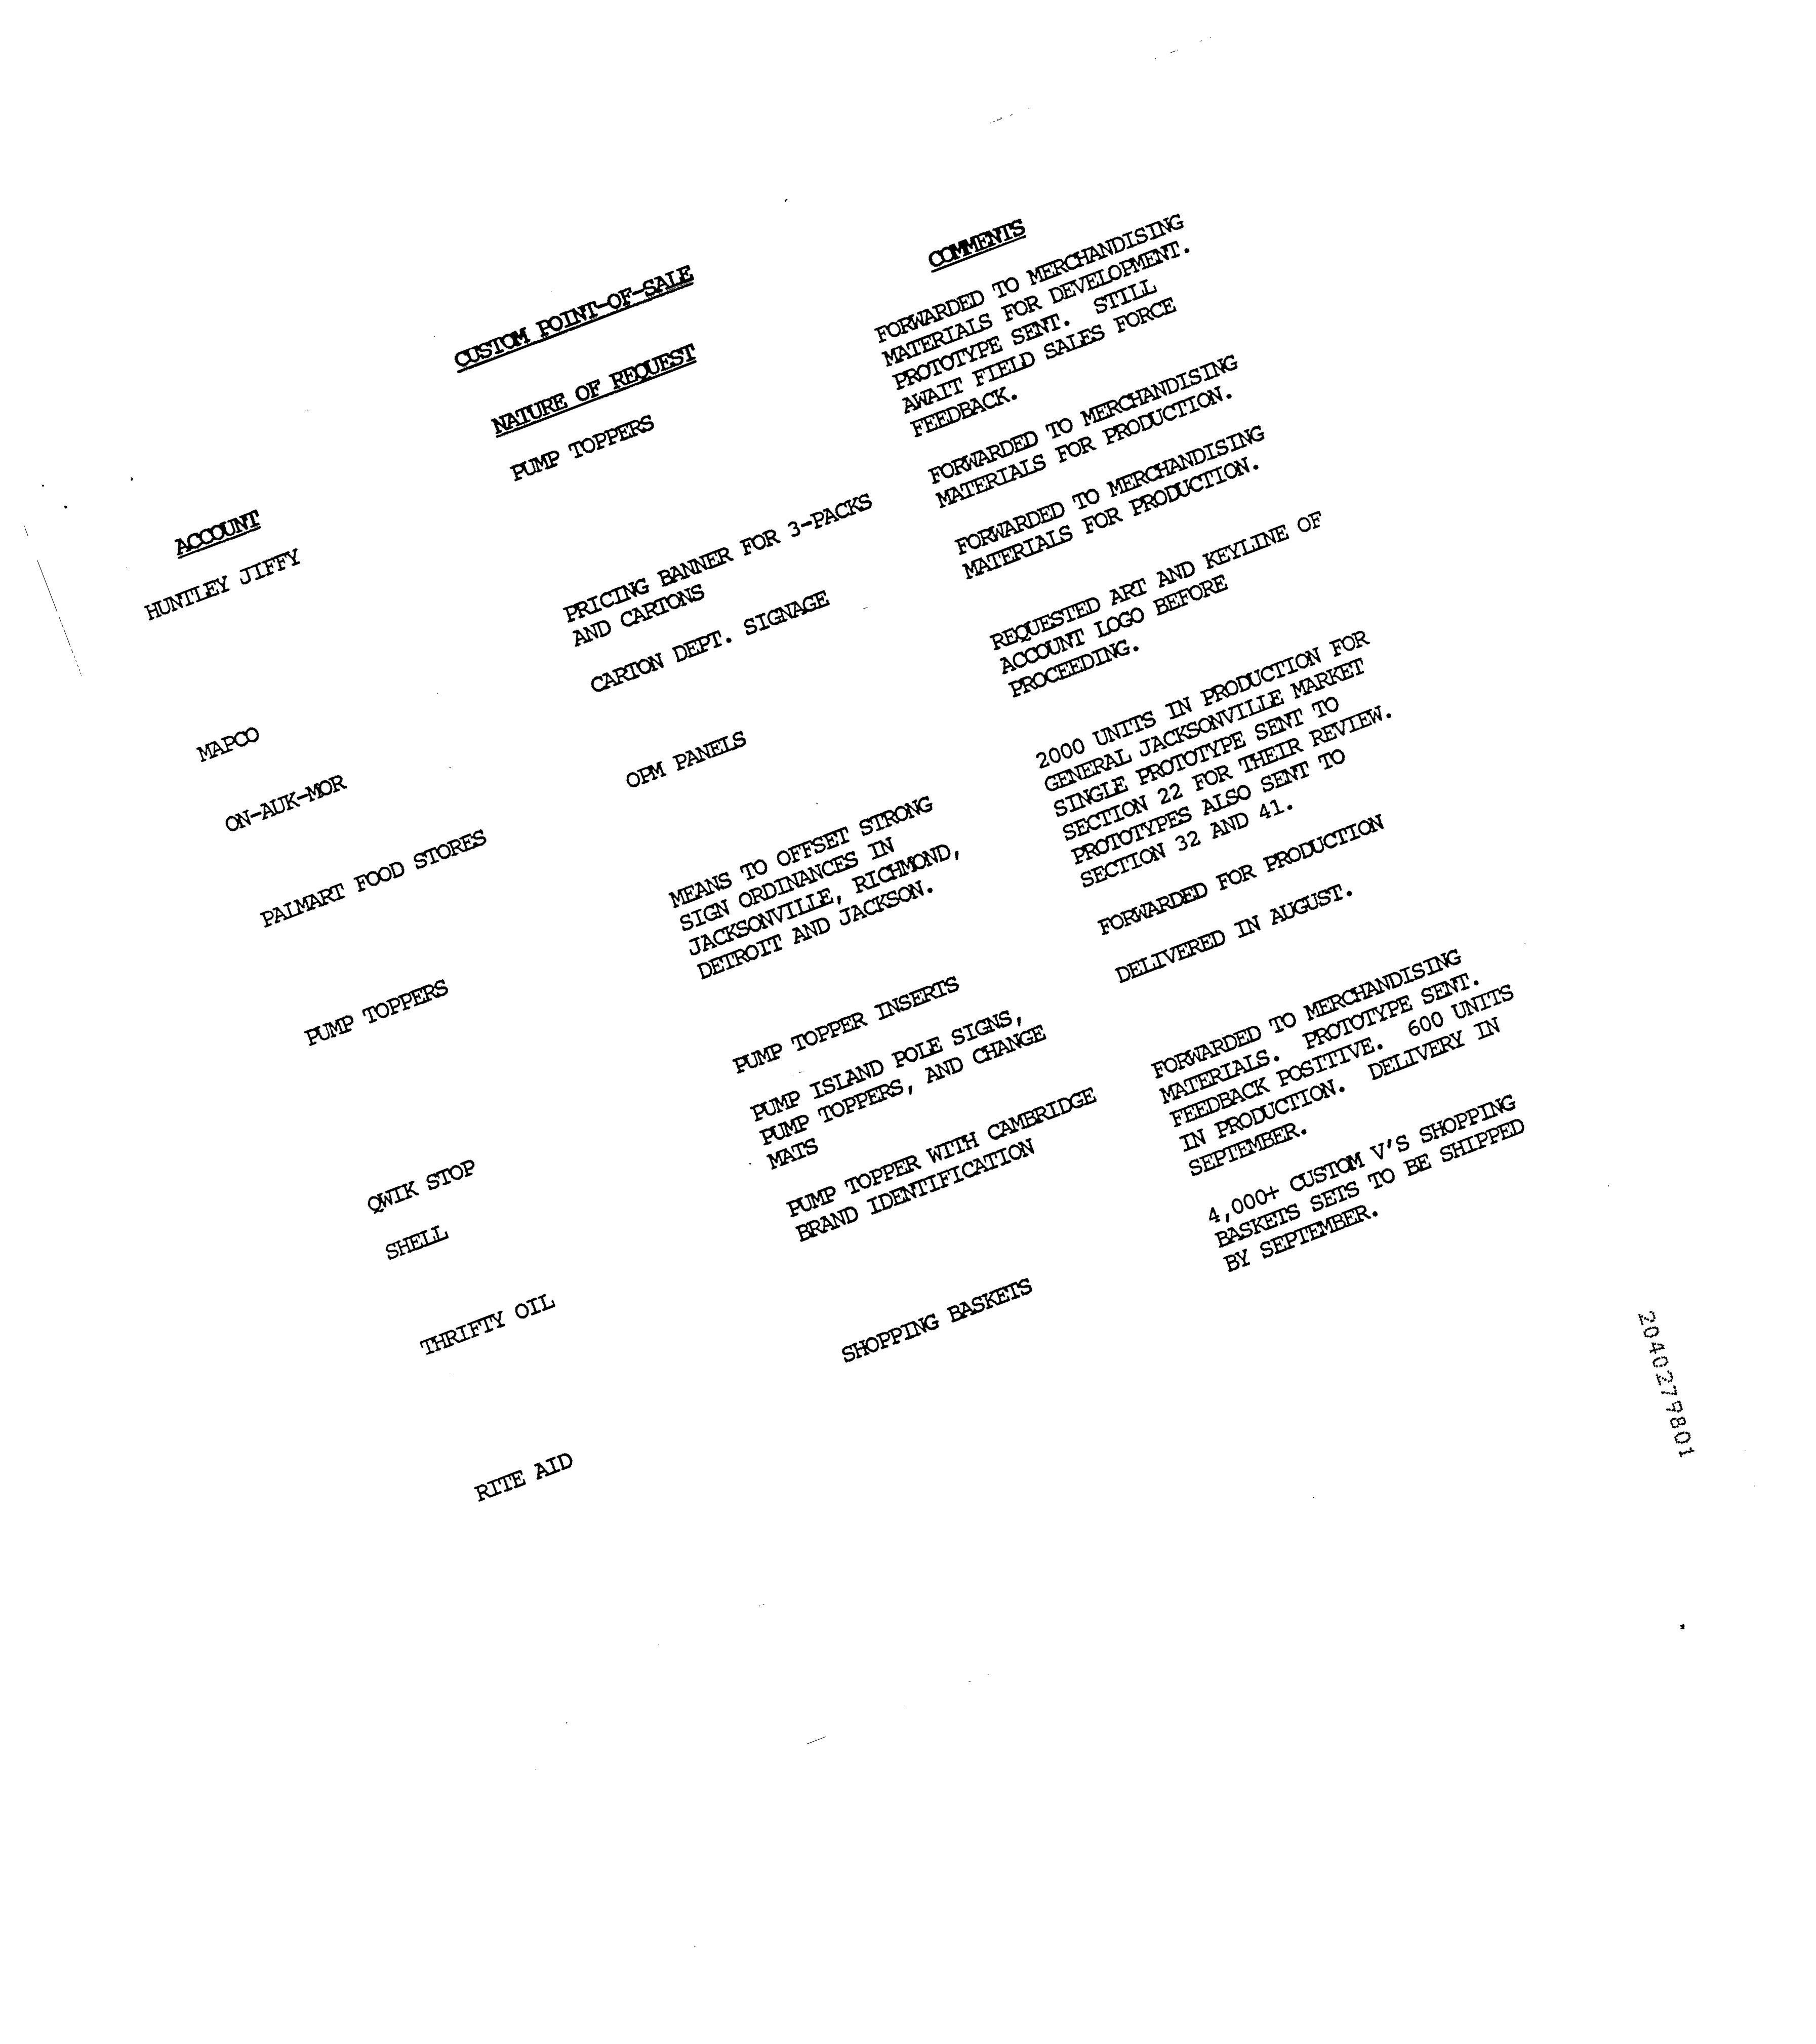 CUSTOM POINT-OF-SALE
ACCOUNT NATURE OF REQUEST COMMENTS
HUNTLEY JIFFY PUMP TOPPERS FORWARDED TO MERCHANDISING
MATERIALS FOR DEVELOPMENT.
PROTOTYPE SENT. STILL
AWAIT FIELD SALES FORCE
FEEDBACK.
MAPCO PRICING BANNER FOR 3-PACKS FORWARDED TO MERCHANDISING
AND CARTONS MATERIALS FOR PRODUCTION.
ON-AUK-MOR CARTON DEPT. SIGNAGE FORWARDED TO MERCHANDISING
MATERIALS FOR PRODUCTION.
PALMART FOOD STORES OPM PANELS REQUESTED ART AND KEYLINE OF
ACCOUNT LOGO BEFORE
PROCEEDING.
PUMP TOPPERS MEANS TO OFFSET STRONG 2000 UNITS IN PRODUCTION FOR
SIGN ORDINANCES IN GENERAL JACKSONVILLE MARKET
JACKSONVILLE, RICHMOND, SINGLE PROTOTYPE SENT TO
DETROIT AND JACKSON. SECTION 22 FOR THEIR REVIEW.
PROTOTYPES ALSO SENT TO
SECTION 32 AND 41.
QWIK STOP PUMP TOPPER INSERTS FORWARDED FOR PRODUCTION
SHELL PUMP ISLAND POLE SIGNS, DELIVERED IN AUGUST.
PUMP TOPPERS, AND CHANGE
MATS
THRIFTY OIL PUMP TOPPER WITH CAMBRIDGE FORWARDED TO MERCHANDISING
BRAND IDENTIFICATION MATERIALS. PROTOTYPE SENT.
FEEDBACK POSITIVE. 600 UNITS
IN PRODUCTION. DELIVERY IN
SEPTEMBER.
RITE AID SHOPPING BASKETS 4,000+ CUSTOM V'S SHOPPING
BASKETS SETS TO BE SHIPPED
BY SEPTEMBER.
2040279801